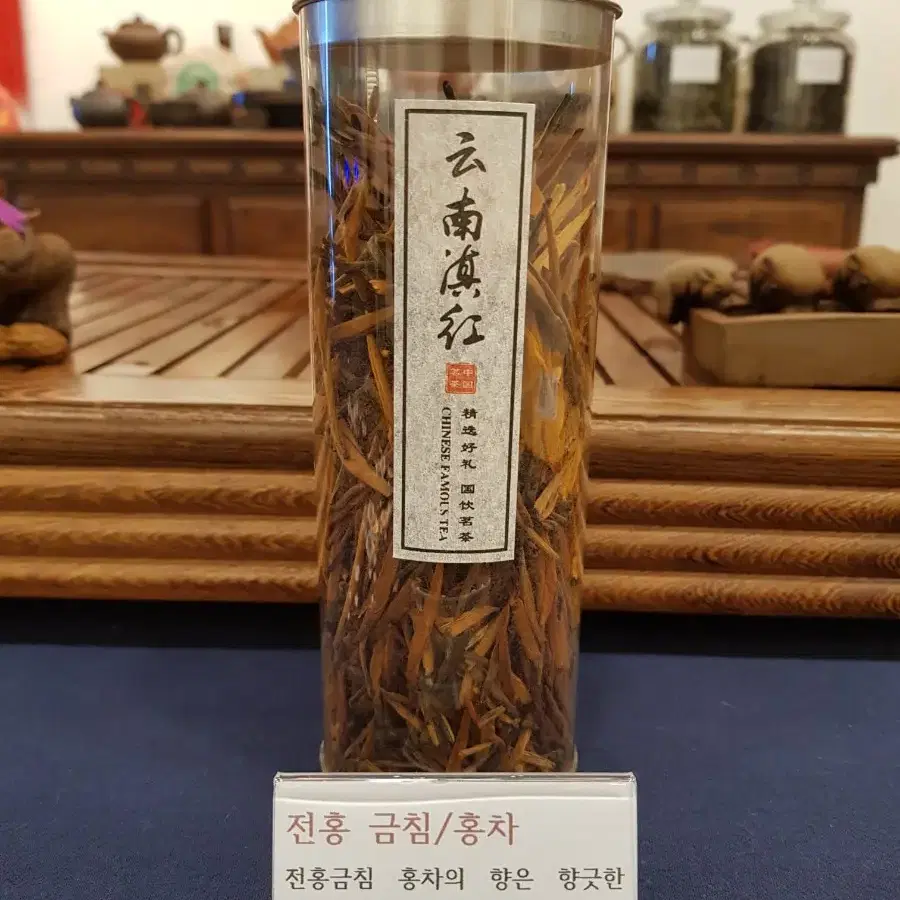 云南滇红
中国
茗茶
精选好礼 国饮茗茶
CHINESE FAMOUS TEA
전홍 금침/홍차
전홍금침 홍차의 향은 향긋한